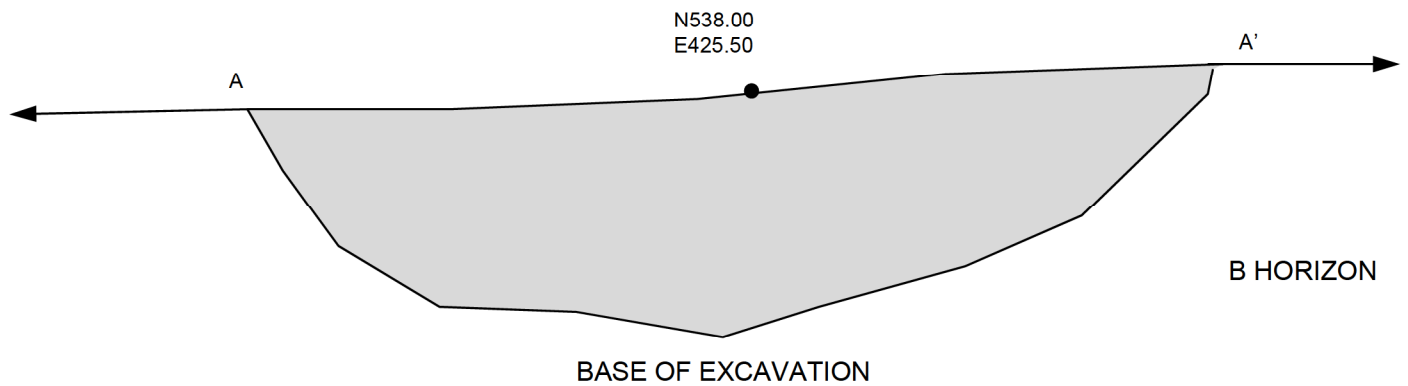 N538.00
E425.50
A
A’
B HORIZON
BASE OF EXCAVATION